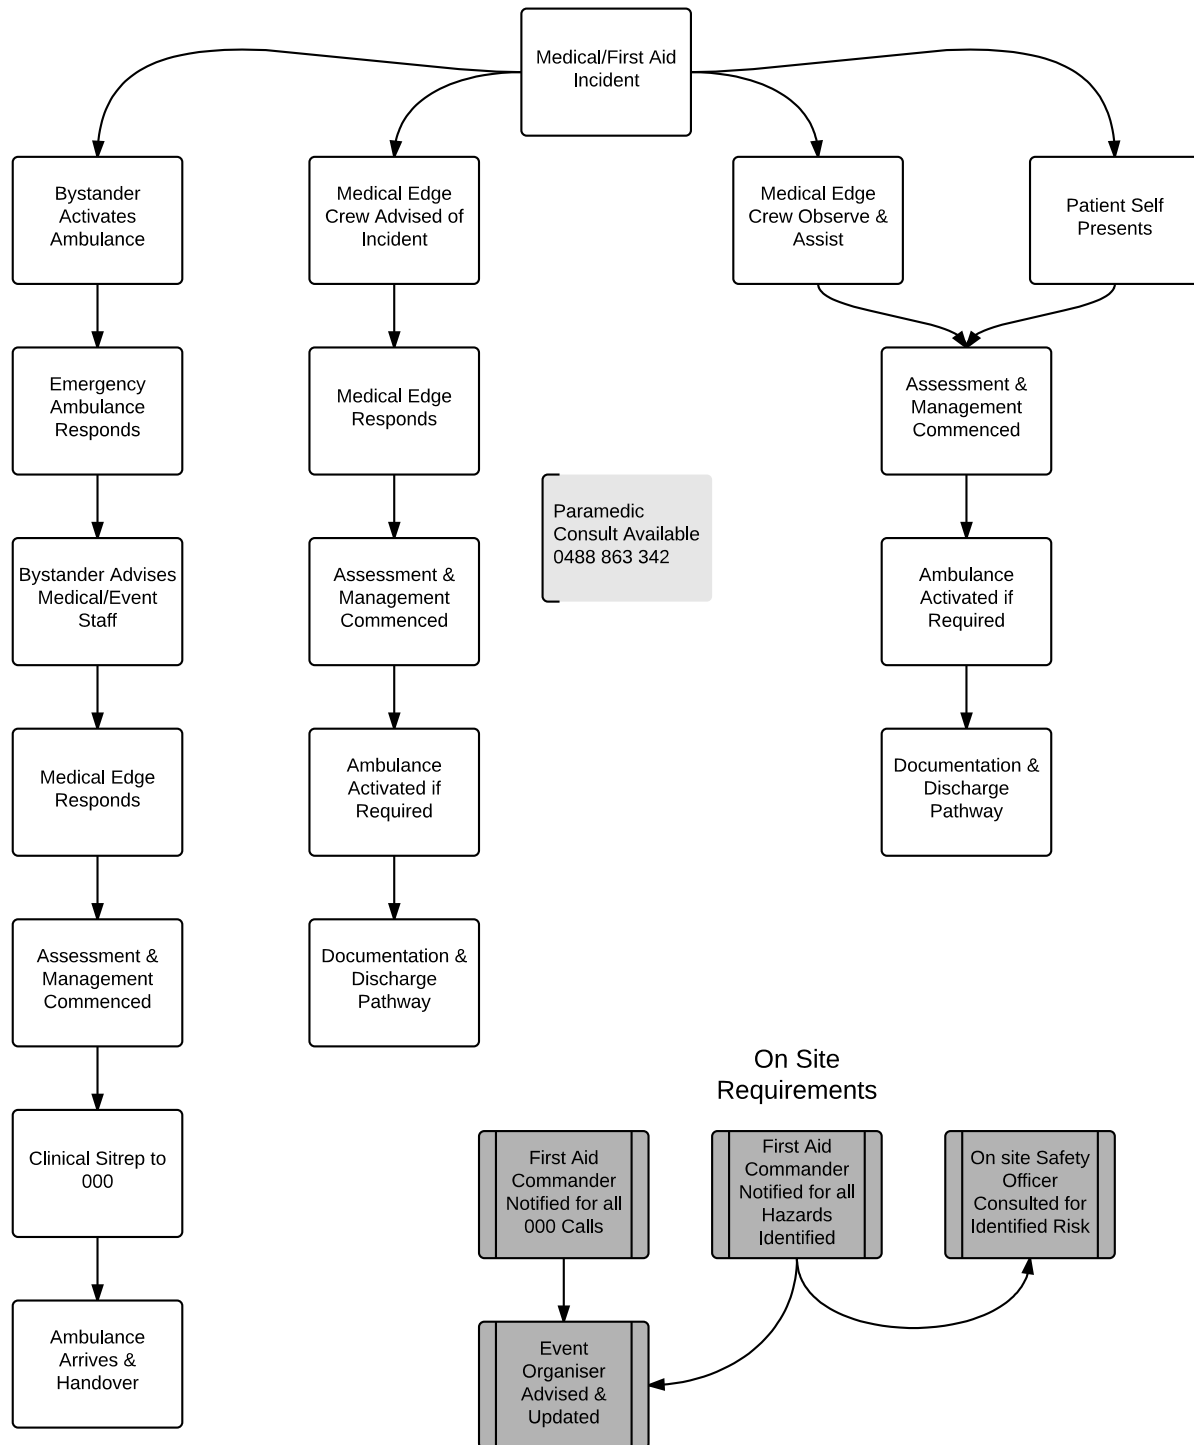 Medical/First Aid
Incident
Bystander
Activates
Ambulance
Medical Edge
Crew Advised of
Incident
Medical Edge
Crew Observe &
Assist
Patient Self
Presents
Emergency
Ambulance
Responds
Medical Edge
Responds
Assessment &
Management
Commenced
Paramedic
Consult Available
0488 863 342
Bystander Advises
Medical/Event
Staff
Assessment &
Management
Commenced
Ambulance
Activated if
Required
Medical Edge
Responds
Ambulance
Activated if
Required
Documentation &
Discharge
Pathway
Assessment &
Management
Commenced
Documentation &
Discharge
Pathway
On Site
Requirements
Clinical Sitrep to
000
First Aid
Commander
Notified for all
000 Calls
First Aid
Commander
Notified for all
Hazards
Identified
On site Safety
Officer
Consulted for
Identified Risk
Ambulance
Arrives &
Handover
Event
Organiser
Advised &
Updated